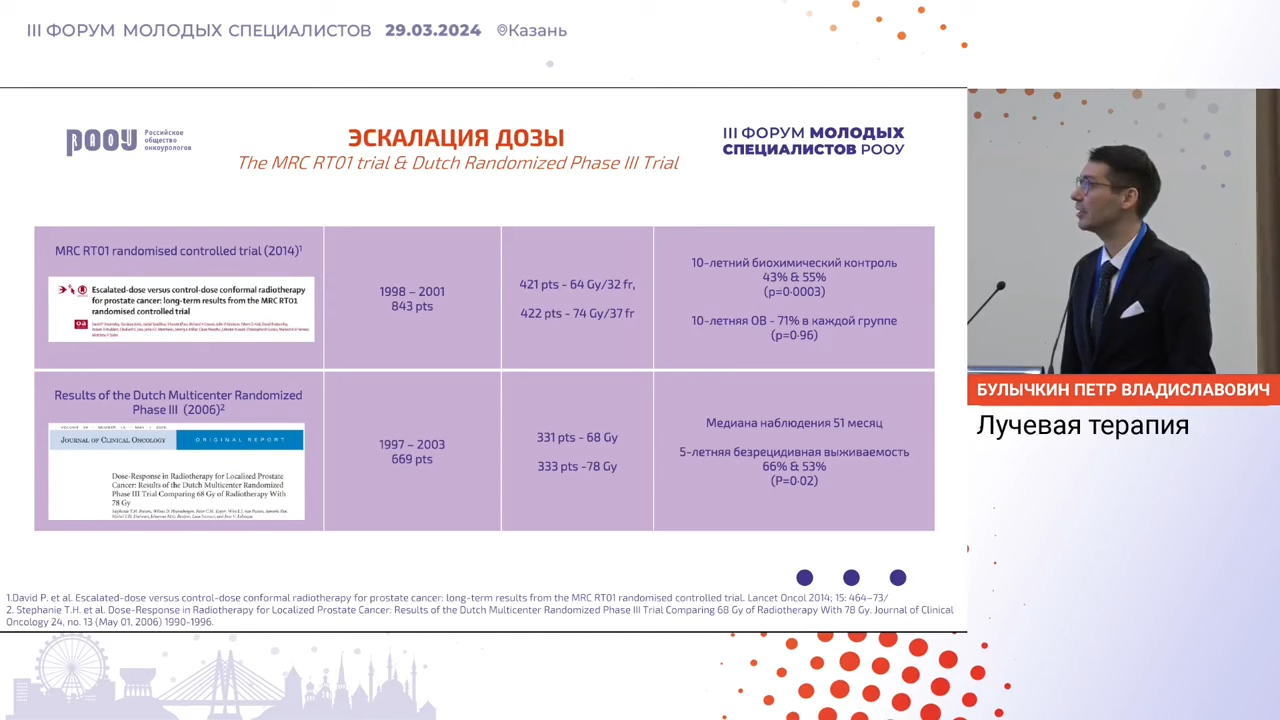 III ФОРУМ МОЛОДЫХ СПЕЦИАЛИСТОВ 29.03.2024 Казань
РООУ
Российское
общество
онкоурологов
ЭСКАЛАЦИЯ ДОЗЫ
The MRC RT01 trial & Dutch Randomized Phase III Trial
III ФОРУМ МОЛОДЫХ
СПЕЦИАЛИСТОВ РООУ
MRC RT01 randomised controlled trial (2014)¹
Escalated-dose versus control-dose conformal radiotherapy
for prostate cancer: long-term results from the MRC RT01
randomised controlled trial
1998 – 2001
843 pts
421 pts - 64 Gy/32 fr,
422 pts - 74 Gy/37 fr
10-летний биохимический контроль
43% & 55%
(p=0·0003)
10-летняя ОВ - 71% в каждой группе
(p=0·96)
Results of the Dutch Multicenter Randomized
Phase III (2006)²
JOURNAL OF CLINICAL ONCOLOGY
ORIGINAL REPORT
Dose-Response in Radiotherapy for Localized Prostate
Cancer: Results of the Dutch Multicenter Randomized
Phase III Trial Comparing 68 Gy of Radiotherapy With
78 Gy
1997 – 2003
669 pts
331 pts - 68 Gy
333 pts -78 Gy
Медиана наблюдения 51 месяц
5-летняя безрецидивная выживаемость
66% & 53%
(P=0·02)
1.David P. et al. Escalated-dose versus control-dose conformal radiotherapy for prostate cancer: long-term results from the MRC RT01 randomised controlled trial. Lancet Oncol 2014; 15: 464–73/
2. Stephanie T.H. et al. Dose-Response in Radiotherapy for Localized Prostate Cancer: Results of the Dutch Multicenter Randomized Phase III Trial Comparing 68 Gy of Radiotherapy With 78 Gy. Journal of Clinical
Oncology 24, no. 13 (May 01, 2006) 1990-1996.
БУЛЫЧКИН ПЕТР ВЛАДИСЛАВОВИЧ
Лучевая терапия